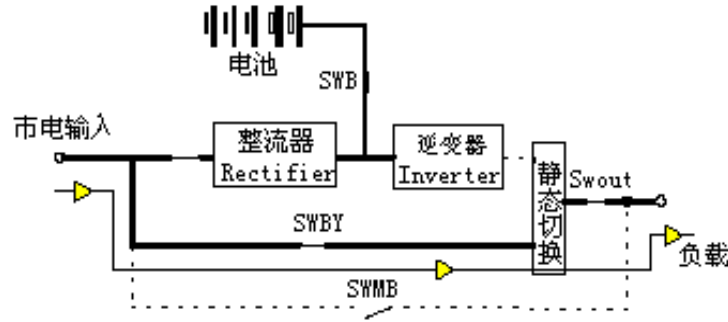 电池
SWB
市电输入
整流器
Rectifier
逆变器
Inverter
静态切换
Swout
SWBY
负载
SWMB